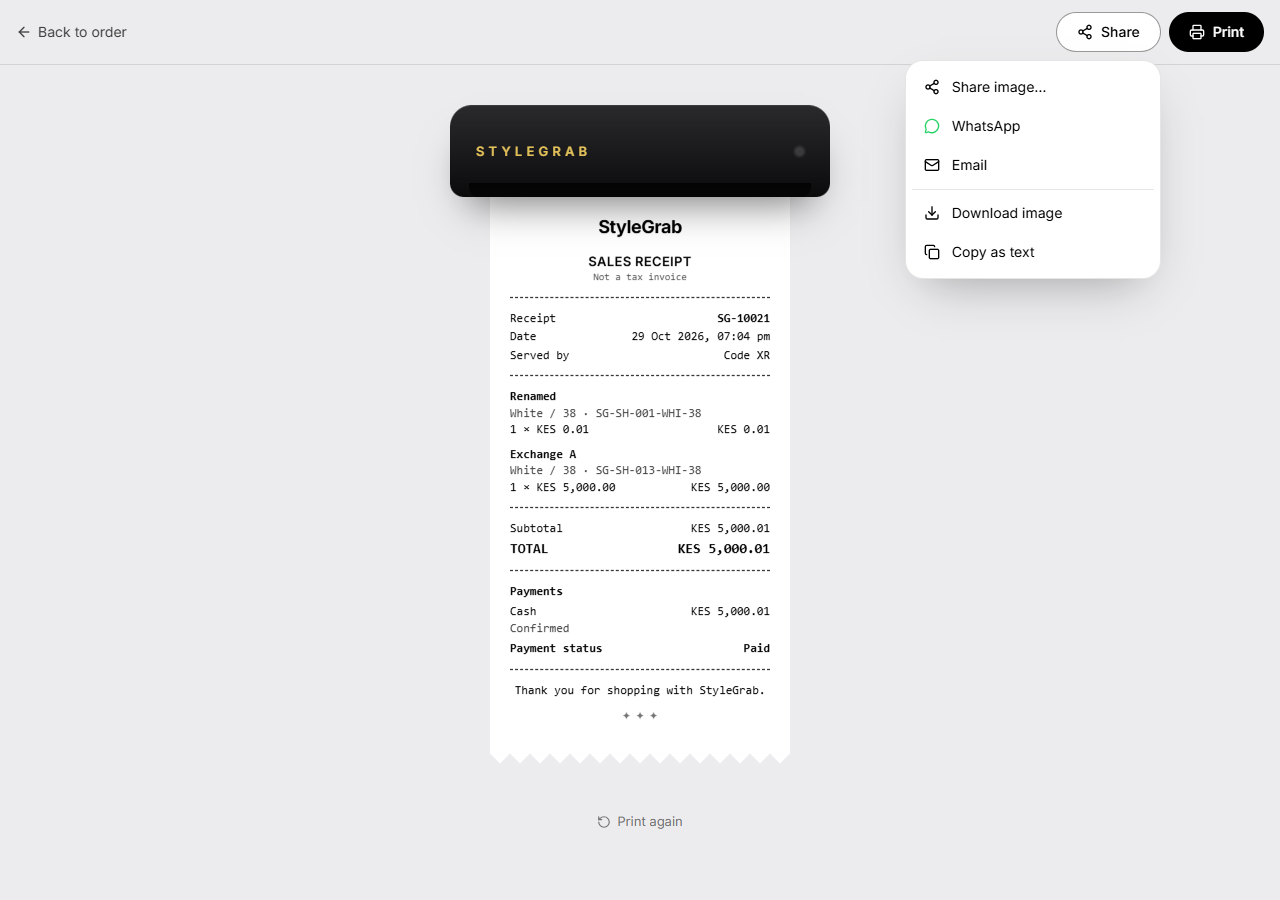 Back to order
Share
Print
Share image...
WhatsApp
Email
Download image
Copy as text
STYLEGRAB
StyleGrab
SALES RECEIPT
Not a tax invoice
Receipt SG-10021
Date 29 Oct 2026, 07:04 pm
Served by Code XR
Renamed
White / 38 · SG-SH-001-WHI-38
1 × KES 0.01 KES 0.01
Exchange A
White / 38 · SG-SH-013-WHI-38
1 × KES 5,000.00 KES 5,000.00
Subtotal KES 5,000.01
TOTAL KES 5,000.01
Payments
Cash KES 5,000.01
Confirmed
Payment status Paid
Thank you for shopping with StyleGrab.
✦ ✦ ✦
Print again